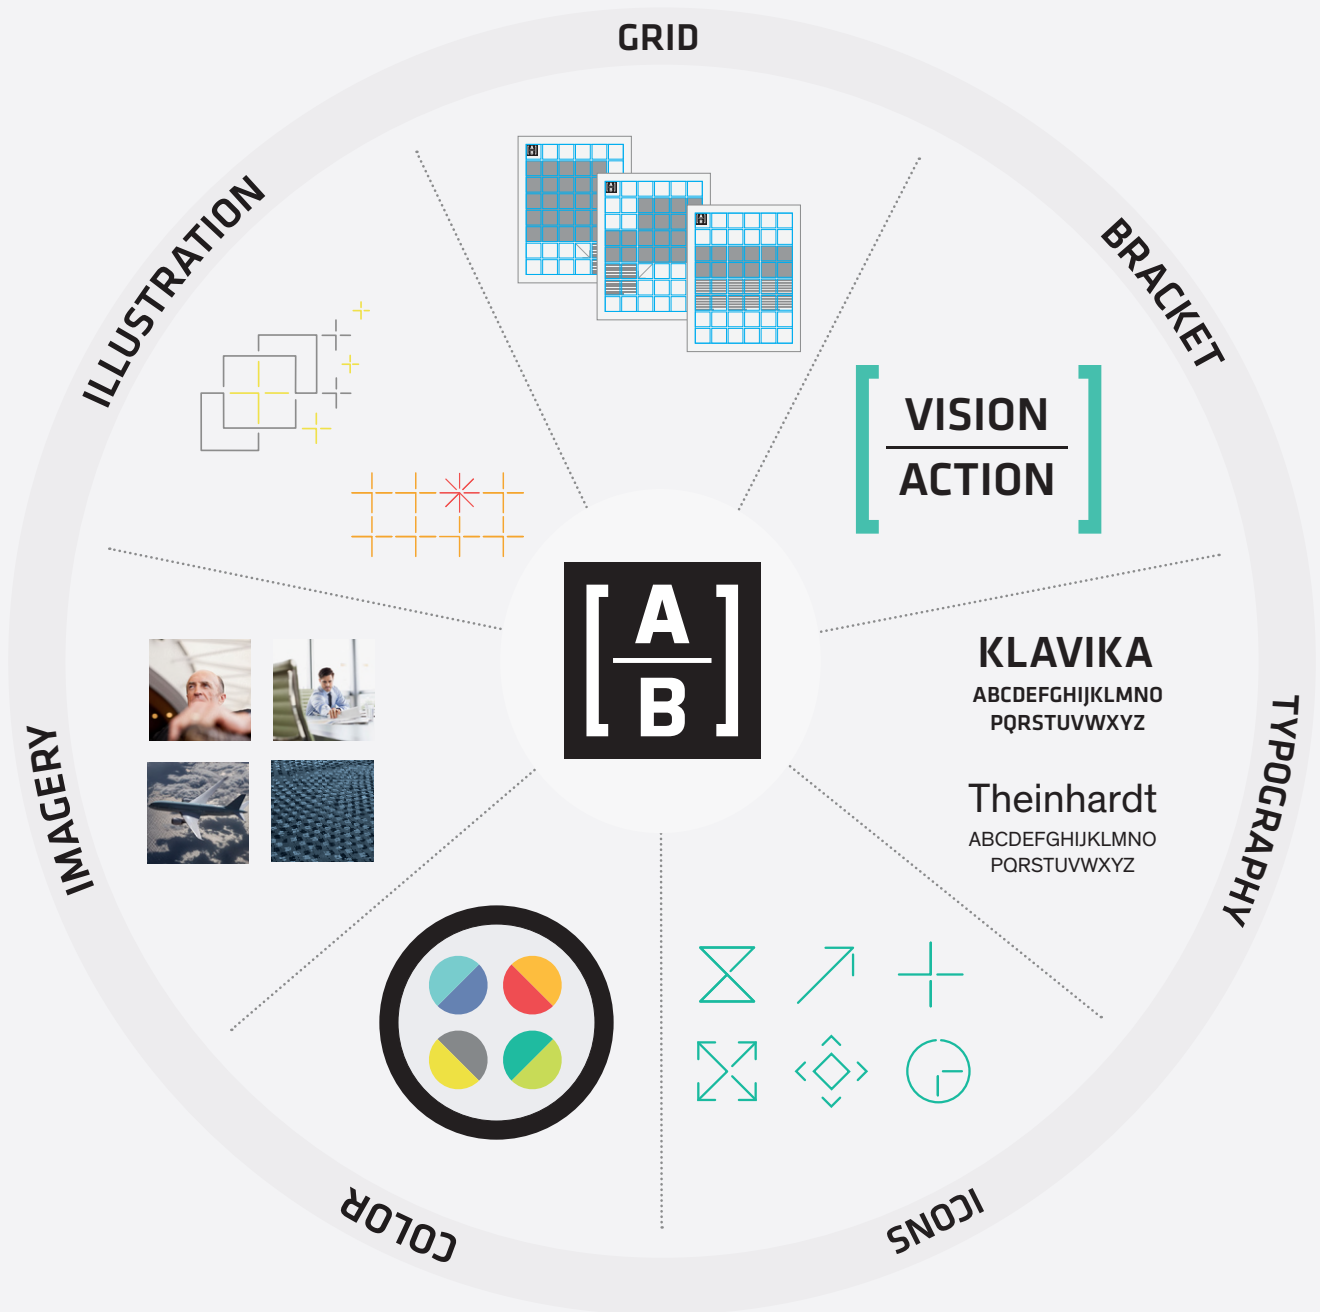 GRID
BRACKET
VISION
ACTION
KLAVIKA
ABCDEFGHIJKLMNO
PQRSTUVWXYZ
Theinhardt
ABCDEFGHIJKLMNO
PQRSTUVWXYZ
TYPOGRAPHY
ICONS
COLOR
IMAGERY
ILLUSTRATION
[A
B]